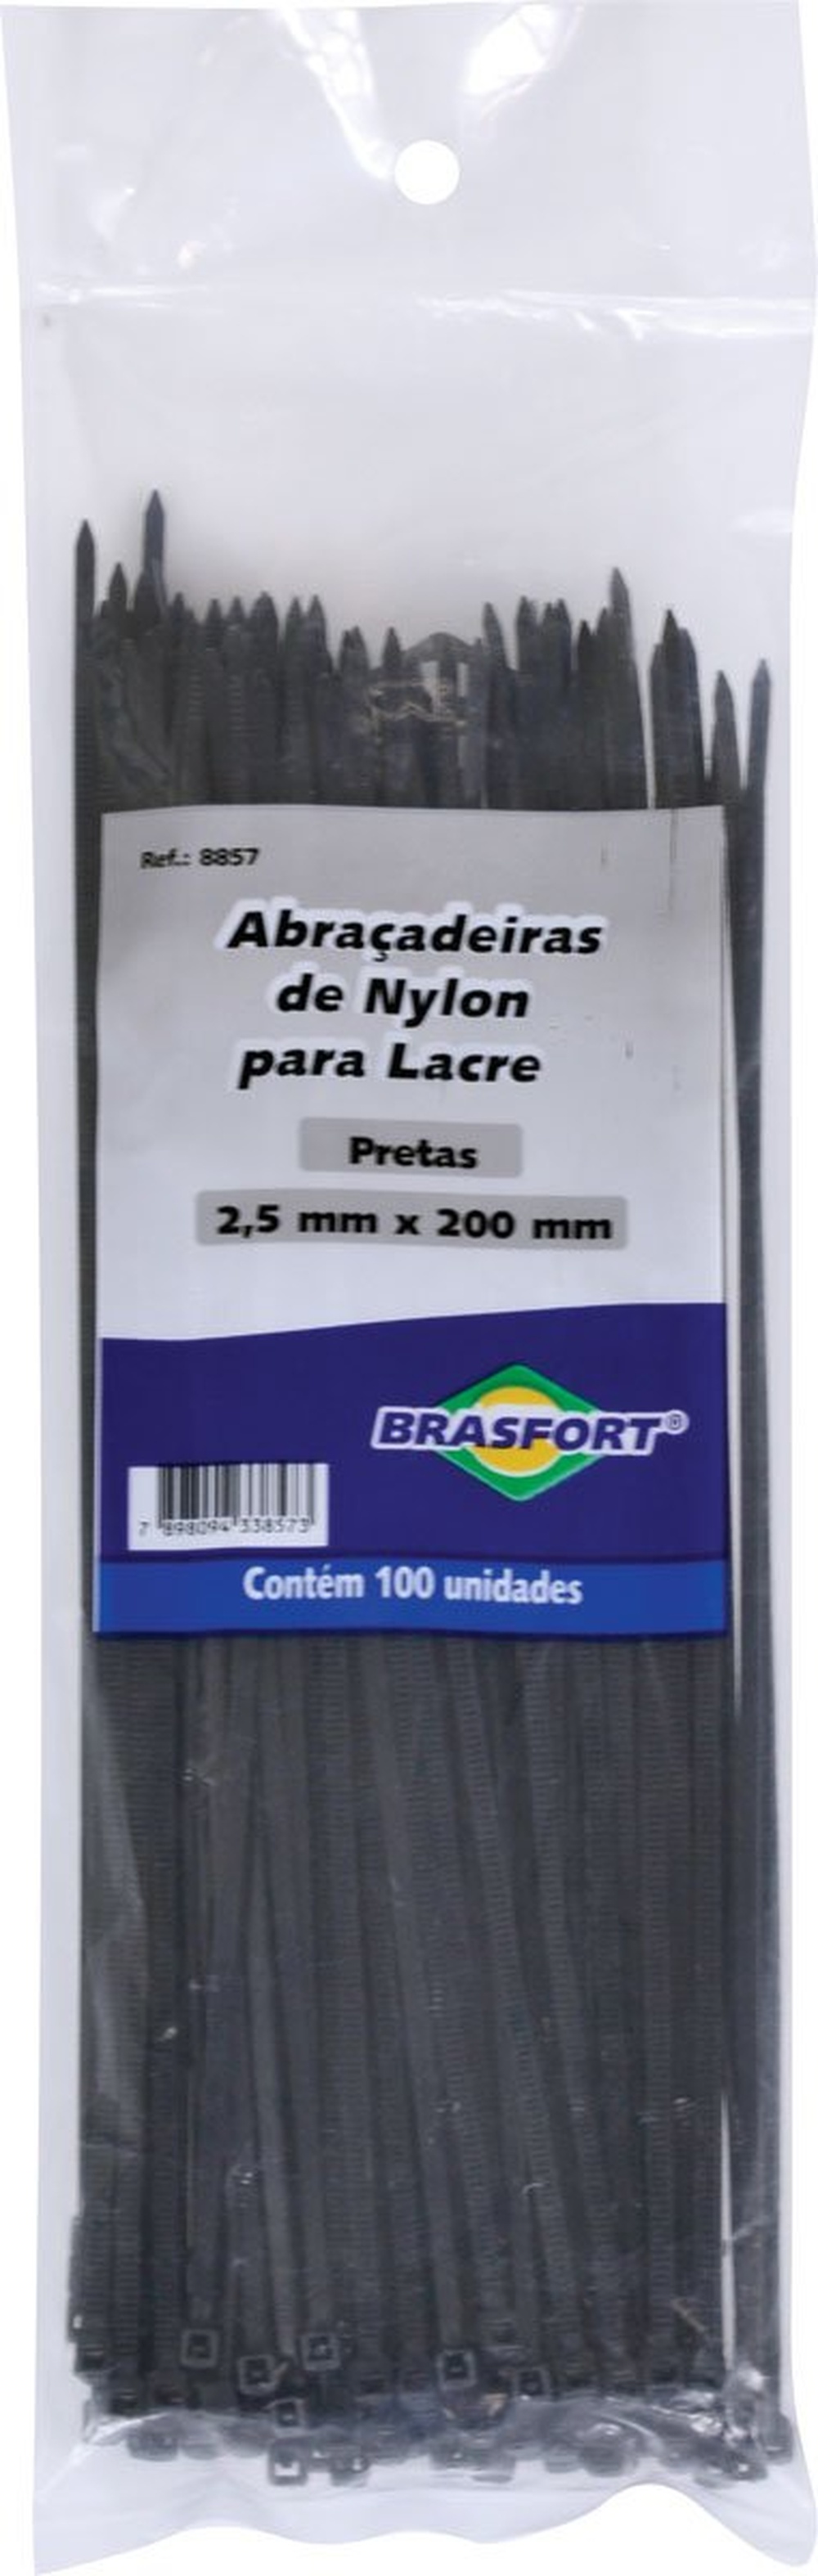 Ref.: 8857
Abraçadeiras
de Nylon
para Lacre
Pretas
2,5 mm x 200 mm
BRASFORT®
7 898094 338573
Contém 100 unidades